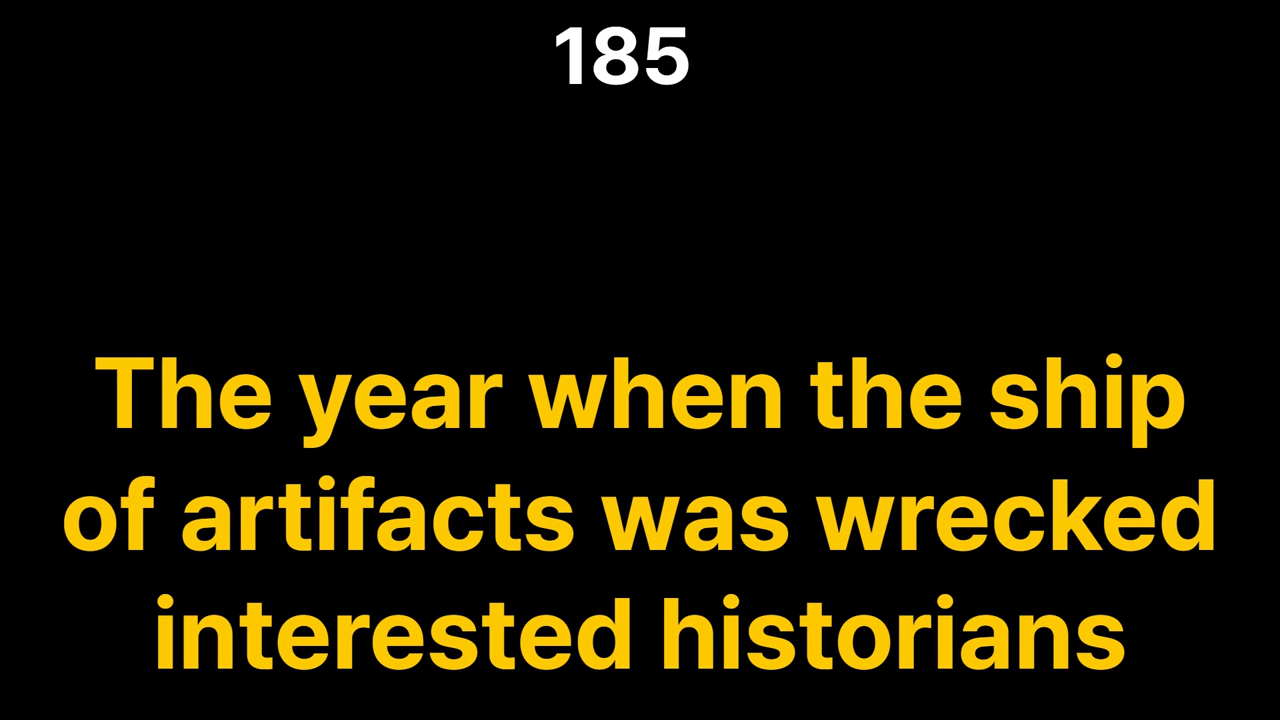 185
The year when the ship
of artifacts was wrecked
interested historians